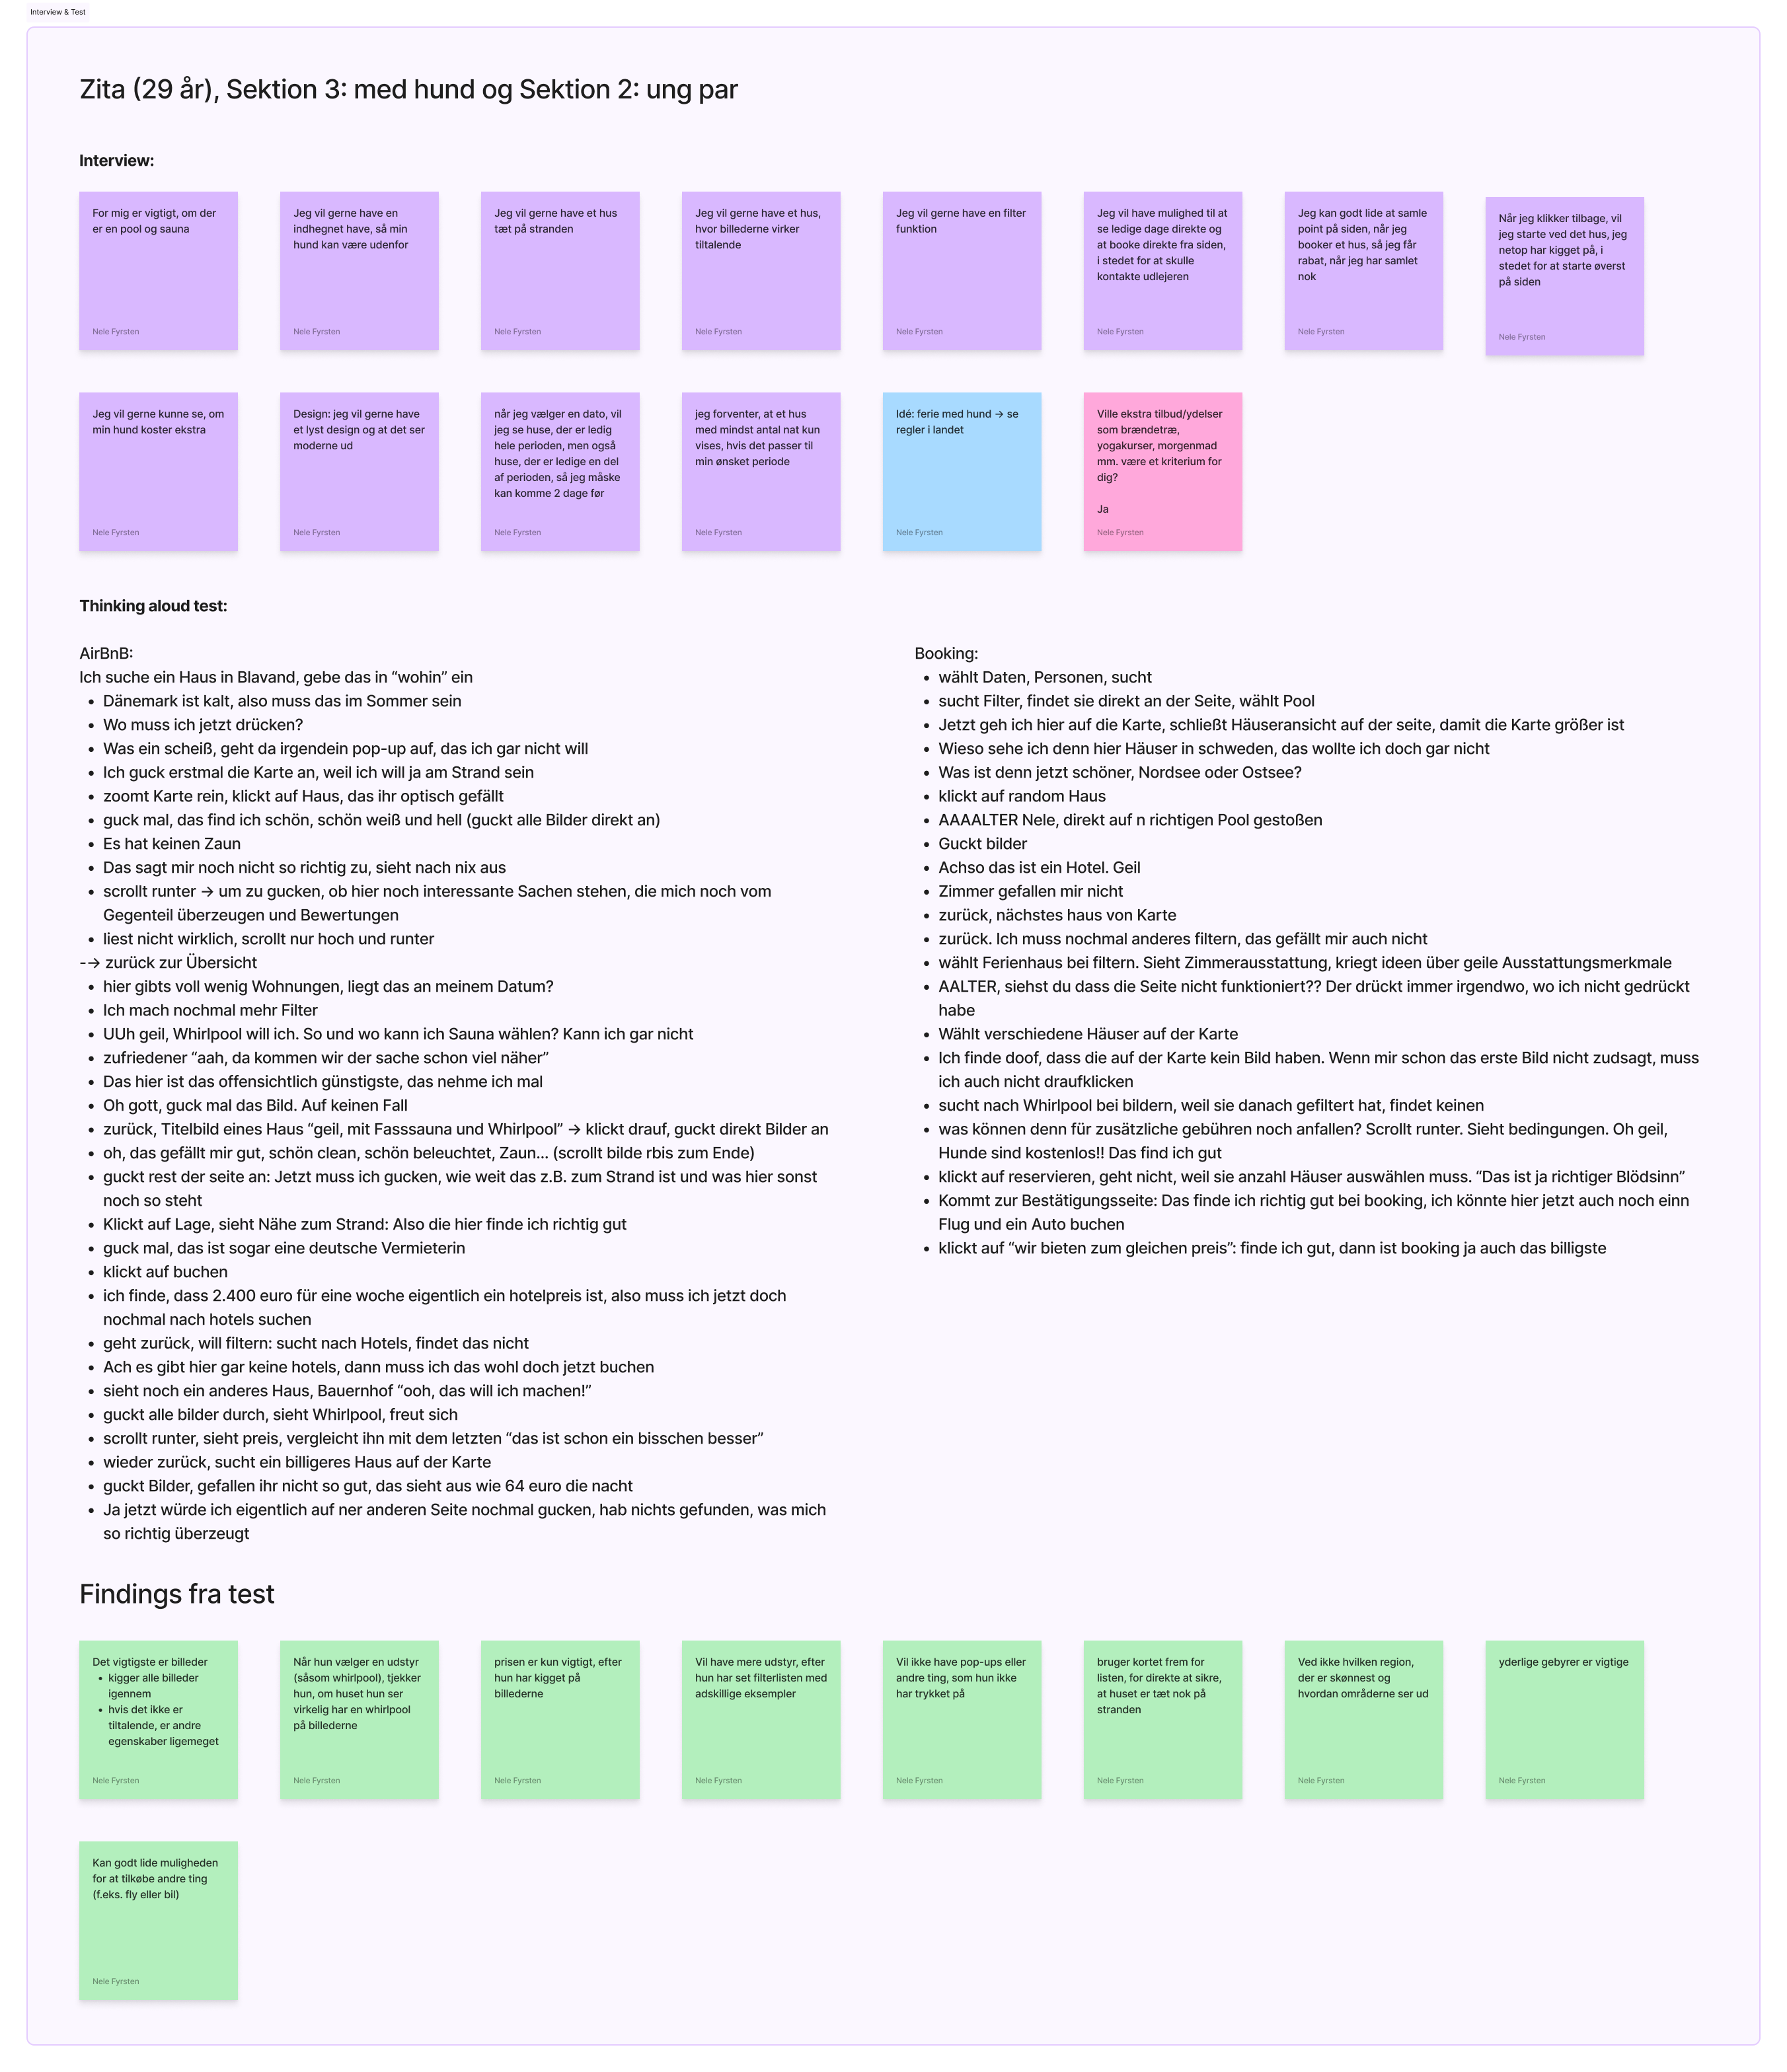 Interview & Test
Zita (29 år), Sektion 3: med hund og Sektion 2: ung par
Interview:
For mig er vigtigt, om der
er en pool og sauna
Nele Fyrsten
Jeg vil gerne have en
indhegnet have, så min
hund kan være udenfor
Nele Fyrsten
Jeg vil gerne have et hus
tæt på stranden
Nele Fyrsten
Jeg vil gerne have et hus,
hvor billederne virker
tiltalende
Nele Fyrsten
Jeg vil gerne have en filter
funktion
Nele Fyrsten
Jeg vil have mulighed til at
se ledige dage direkte og
at booke direkte fra siden,
i stedet for at skulle
kontakte udlejeren
Nele Fyrsten
Jeg kan godt lide at samle
point på siden, når jeg
booker et hus, så jeg får
rabat, når jeg har samlet
nok
Nele Fyrsten
Når jeg klikker tilbage, vil
jeg starte ved det hus, jeg
netop har kigget på, i
stedet for at starte øverst
på siden
Nele Fyrsten
Jeg vil gerne kunne se, om
min hund koster ekstra
Nele Fyrsten
Design: jeg vil gerne have
et lyst design og at det ser
moderne ud
Nele Fyrsten
når jeg vælger en dato, vil
jeg se huse, der er ledig
hele perioden, men også
huse, der er ledige en del
af perioden, så jeg måske
kan komme 2 dage før
Nele Fyrsten
jeg forventer, at et hus
med mindst antal nat kun
vises, hvis det passer til
min ønsket periode
Nele Fyrsten
Idé: ferie med hund → se
regler i landet
Nele Fyrsten
Ville ekstra tilbud/ydelser
som brændetræ,
yogakurser, morgenmad
mm. være et kriterium for
dig?
Ja
Nele Fyrsten
Thinking aloud test:
AirBnB:
Ich suche ein Haus in Blavand, gebe das in “wohin” ein
• Dänemark ist kalt, also muss das im Sommer sein
• Wo muss ich jetzt drücken?
• Was ein scheiß, geht da irgendein pop-up auf, das ich gar nicht will
• Ich guck erstmal die Karte an, weil ich will ja am Strand sein
• zoomt Karte rein, klickt auf Haus, das ihr optisch gefällt
• guck mal, das find ich schön, schön weiß und hell (guckt alle Bilder direkt an)
• Es hat keinen Zaun
• Das sagt mir noch nicht so richtig zu, sieht nach nix aus
• scrollt runter → um zu gucken, ob hier noch interessante Sachen stehen, die mich noch vom
Gegenteil überzeugen und Bewertungen
• liest nicht wirklich, scrollt nur hoch und runter
-→ zurück zur Übersicht
• hier gibts voll wenig Wohnungen, liegt das an meinem Datum?
• Ich mach nochmal mehr Filter
• UUh geil, Whirlpool will ich. So und wo kann ich Sauna wählen? Kann ich gar nicht
• zufriedener “aah, da kommen wir der sache schon viel näher”
• Das hier ist das offensichtlich günstigste, das nehme ich mal
• Oh gott, guck mal das Bild. Auf keinen Fall
• zurück, Titelbild eines Haus “geil, mit Fasssauna und Whirlpool” → klickt drauf, guckt direkt Bilder an
• oh, das gefällt mir gut, schön clean, schön beleuchtet, Zaun... (scrollt bilde rbis zum Ende)
• guckt rest der seite an: Jetzt muss ich gucken, wie weit das z.B. zum Strand ist und was hier sonst
noch so steht
• Klickt auf Lage, sieht Nähe zum Strand: Also die hier finde ich richtig gut
• guck mal, das ist sogar eine deutsche Vermieterin
• klickt auf buchen
• ich finde, dass 2.400 euro für eine woche eigentlich ein hotelpreis ist, also muss ich jetzt doch
nochmal nach hotels suchen
• geht zurück, will filtern: sucht nach Hotels, findet das nicht
• Ach es gibt hier gar keine hotels, dann muss ich das wohl doch jetzt buchen
• sieht noch ein anderes Haus, Bauernhof “ooh, das will ich machen!”
• guckt alle bilder durch, sieht Whirlpool, freut sich
• scrollt runter, sieht preis, vergleicht ihn mit dem letzten “das ist schon ein bisschen besser”
• wieder zurück, sucht ein billigeres Haus auf der Karte
• guckt Bilder, gefallen ihr nicht so gut, das sieht aus wie 64 euro die nacht
• Ja jetzt würde ich eigentlich auf ner anderen Seite nochmal gucken, hab nichts gefunden, was mich
so richtig überzeugt
Booking:
• wählt Daten, Personen, sucht
• sucht Filter, findet sie direkt an der Seite, wählt Pool
• Jetzt geh ich hier auf die Karte, schließt Häuseransicht auf der seite, damit die Karte größer ist
• Wieso sehe ich denn hier Häuser in schweden, das wollte ich doch gar nicht
• Was ist denn jetzt schöner, Nordsee oder Ostsee?
• klickt auf random Haus
• AAAALTER Nele, direkt auf n richtigen Pool gestoßen
• Guckt bilder
• Achso das ist ein Hotel. Geil
• Zimmer gefallen mir nicht
• zurück, nächstes haus von Karte
• zurück. Ich muss nochmal anderes filtern, das gefällt mir auch nicht
• wählt Ferienhaus bei filtern. Sieht Zimmerausstattung, kriegt ideen über geile Ausstattungsmerkmale
• AALTER, siehst du dass die Seite nicht funktioniert?? Der drückt immer irgendwo, wo ich nicht gedrückt
habe
• Wählt verschiedene Häuser auf der Karte
• Ich finde doof, dass die auf der Karte kein Bild haben. Wenn mir schon das erste Bild nicht zudsagt, muss
ich auch nicht draufklicken
• sucht nach Whirlpool bei bildern, weil sie danach gefiltert hat, findet keinen
• was können denn für zusätzliche gebühren noch anfallen? Scrollt runter. Sieht bedingungen. Oh geil,
Hunde sind kostenlos!! Das find ich gut
• klickt auf reservieren, geht nicht, weil sie anzahl Häuser auswählen muss. “Das ist ja richtiger Blödsinn”
• Kommt zur Bestätigungsseite: Das finde ich richtig gut bei booking, ich könnte hier jetzt auch noch einn
Flug und ein Auto buchen
• klickt auf “wir bieten zum gleichen preis”: finde ich gut, dann ist booking ja auch das billigste
Findings fra test
Det vigtigste er billeder
• kigger alle billeder
igennem
• hvis det ikke er
tiltalende, er andre
egenskaber ligemeget
Nele Fyrsten
Når hun vælger en udstyr
(såsom whirlpool), tjekker
hun, om huset hun ser
virkelig har en whirlpool
på billederne
Nele Fyrsten
prisen er kun vigtigt, efter
hun har kigget på
billederne
Nele Fyrsten
Vil have mere udstyr, efter
hun har set filterlisten med
adskillige eksempler
Nele Fyrsten
Vil ikke have pop-ups eller
andre ting, som hun ikke
har trykket på
Nele Fyrsten
bruger kortet frem for
listen, for direkte at sikre,
at huset er tæt nok på
stranden
Nele Fyrsten
Ved ikke hvilken region,
der er skønnest og
hvordan områderne ser ud
Nele Fyrsten
yderlige gebyrer er vigtige
Nele Fyrsten
Kan godt lide muligheden
for at tilkøbe andre ting
(f.eks. fly eller bil)
Nele Fyrsten